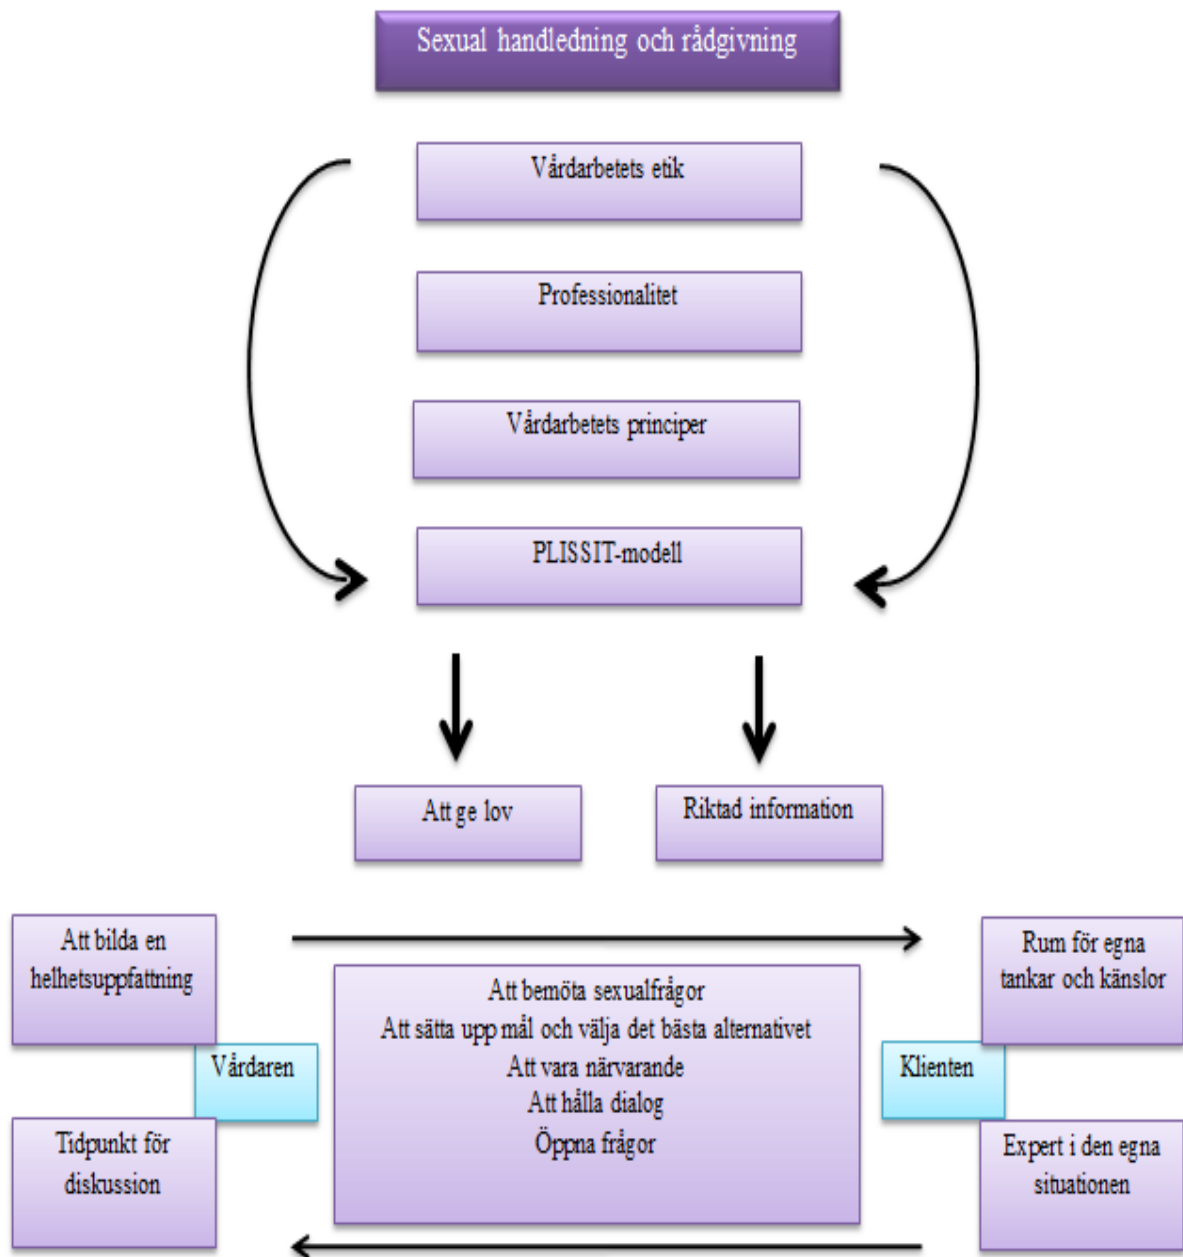 Sexual handledning och rådgivning
Vårdarbetets etik
Professionalitet
Vårdarbetets principer
PLISSIT-modell
Att ge lov
Riktad information
Att bilda en
helhetsuppfattning
Vårdaren
Tidpunkt för
diskussion
Att bemöta sexualfrågor
Att sätta upp mål och välja det bästa alternativet
Att vara närvarande
Att hålla dialog
Öppna frågor
Rum för egna
tankar och känslor
Klienten
Expert i den egna
situationen